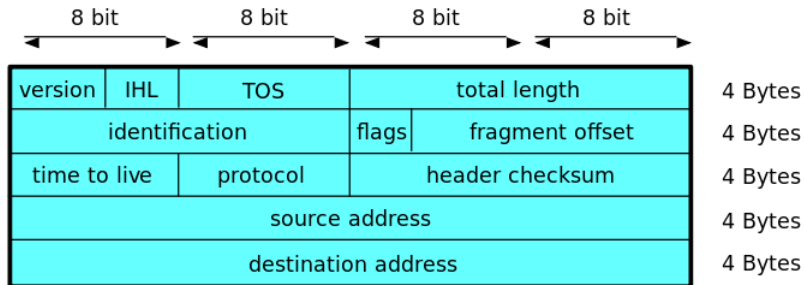 8 bit 8 bit 8 bit 8 bit
version IHL TOS total length 4 Bytes
identification flags fragment offset 4 Bytes
time to live protocol header checksum 4 Bytes
source address 4 Bytes
destination address 4 Bytes